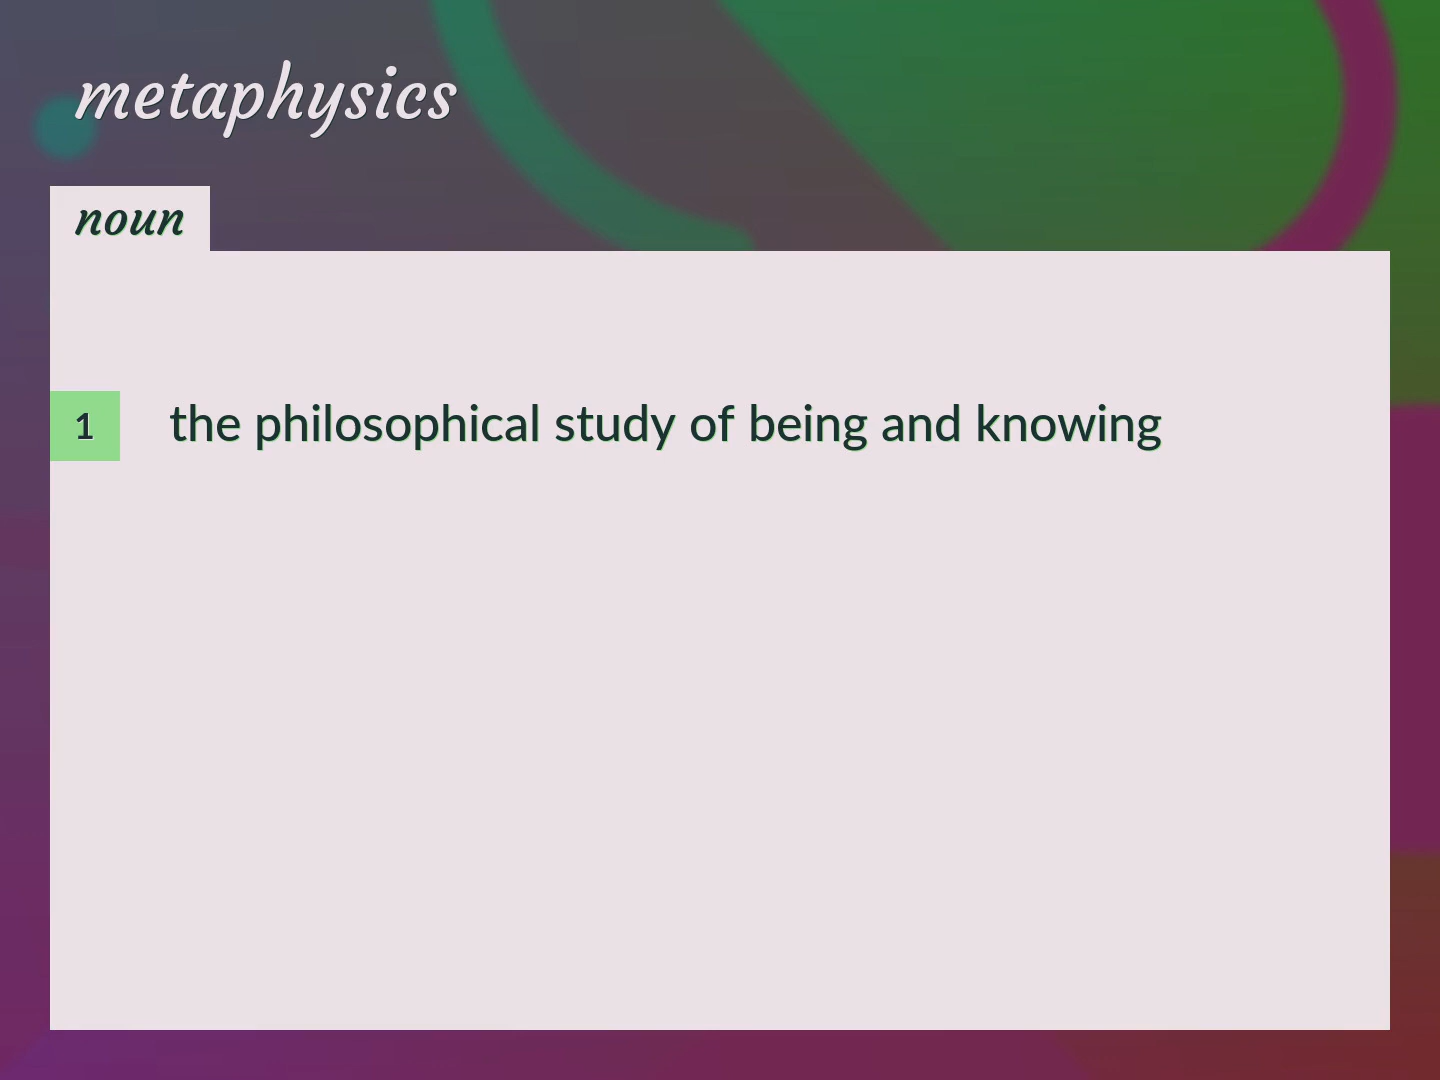 metaphysics
noun
1 the philosophical study of being and knowing